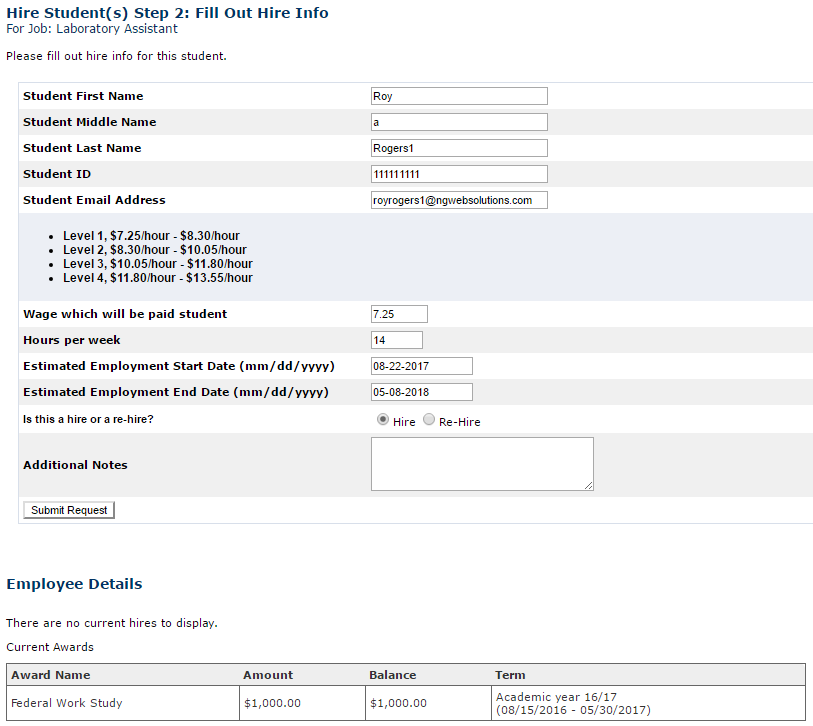 Hire Student(s) Step 2: Fill Out Hire Info
For Job: Laboratory Assistant
Please fill out hire info for this student.
Student First Name Roy
Student Middle Name a
Student Last Name Rogers1
Student ID 111111111
Student Email Address royrogers1@ngwebsolutions.com
• Level 1, $7.25/hour - $8.30/hour
• Level 2, $8.30/hour - $10.05/hour
• Level 3, $10.05/hour - $11.80/hour
• Level 4, $11.80/hour - $13.55/hour
Wage which will be paid student 7.25
Hours per week 14
Estimated Employment Start Date (mm/dd/yyyy) 08-22-2017
Estimated Employment End Date (mm/dd/yyyy) 05-08-2018
Is this a hire or a re-hire? Hire Re-Hire
Additional Notes
Submit Request
Employee Details
There are no current hires to display.
Current Awards
Award Name Amount Balance Term
Federal Work Study $1,000.00 $1,000.00 Academic year 16/17
(08/15/2016 - 05/30/2017)